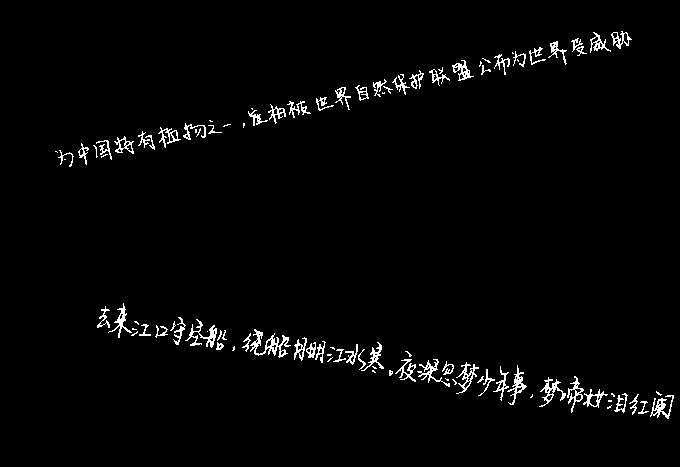 为中国特有植物之一,崖柏被世界自然保护联盟公布为世界受威胁
去来江口守空船,绕船月明江水寒。夜深忽梦少年事,梦啼妆泪红阑